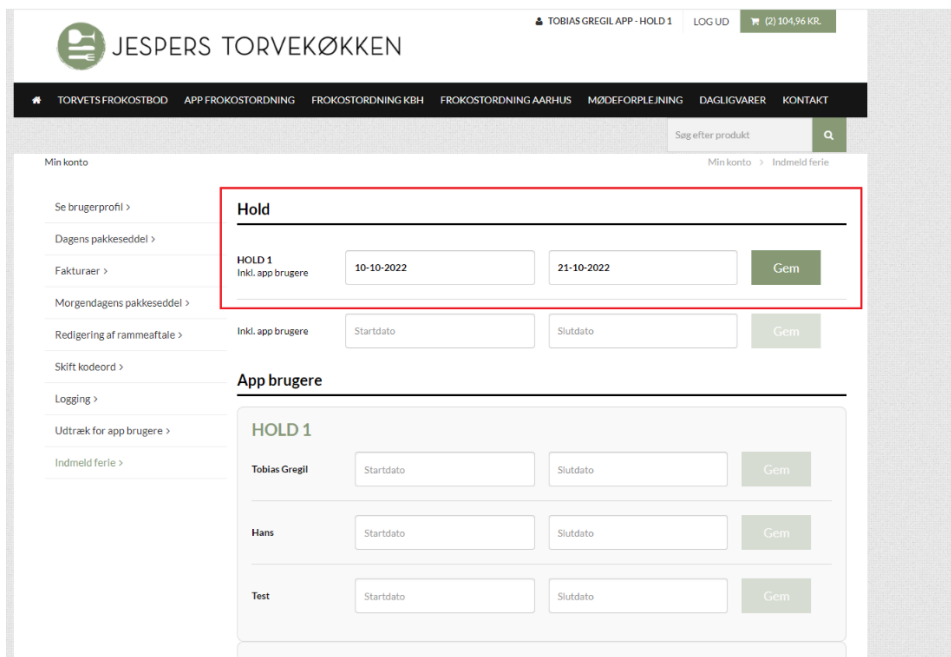 TOBIAS GREGIL APP - HOLD 1 LOG UD (2) 104,96 KR.
JESPERS TORVEKØKKEN
TORVETS FROKOSTBOD APP FROKOSTORDNING FROKOSTORDNING KBH FROKOSTORDNING AARHUS MØDEFORPLEJNING DAGLIGVARER KONTAKT
Søg efter produkt
Min konto
Min konto > Indmeld ferie
Se brugerprofil >
Dagens pakkeseddel >
Fakturaer >
Morgendagens pakkeseddel >
Redigering af rammeaftale >
Skift kodeord >
Logging >
Udtræk for app brugere >
Indmeld ferie >
Hold
HOLD 1
Inkl. app brugere
10-10-2022 21-10-2022 Gem
Inkl. app brugere Startdato Slutdato Gem
App brugere
HOLD 1
Tobias Gregil Startdato Slutdato Gem
Hans Startdato Slutdato Gem
Test Startdato Slutdato Gem